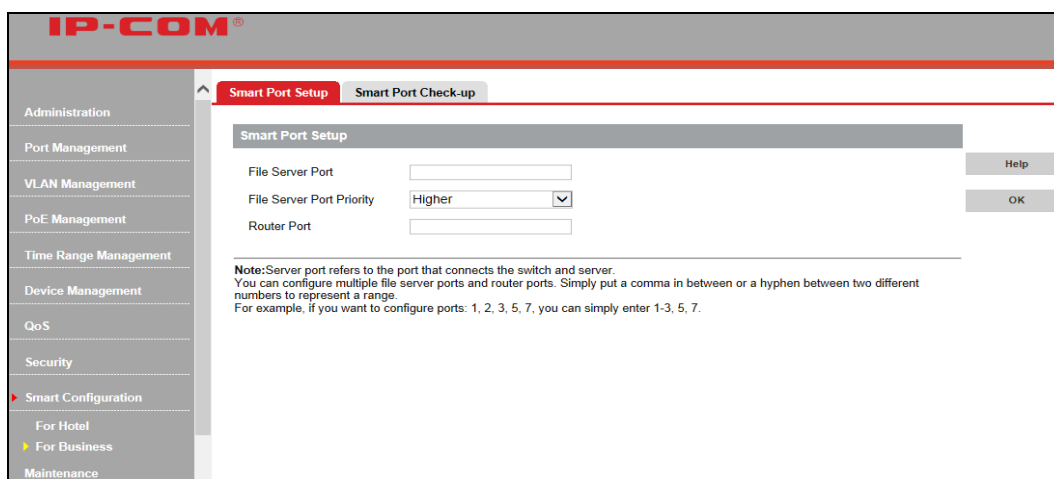 IP-COM®
Smart Port Setup
Smart Port Check-up
Administration
Port Management
VLAN Management
PoE Management
Time Range Management
Device Management
QoS
Security
Smart Configuration
For Hotel
For Business
Maintenance
Smart Port Setup
File Server Port
File Server Port Priority Higher
Router Port
Note:Server port refers to the port that connects the switch and server.
You can configure multiple file server ports and router ports. Simply put a comma in between or a hyphen between two different
numbers to represent a range.
For example, if you want to configure ports: 1, 2, 3, 5, 7, you can simply enter 1-3, 5, 7.
Help
OK